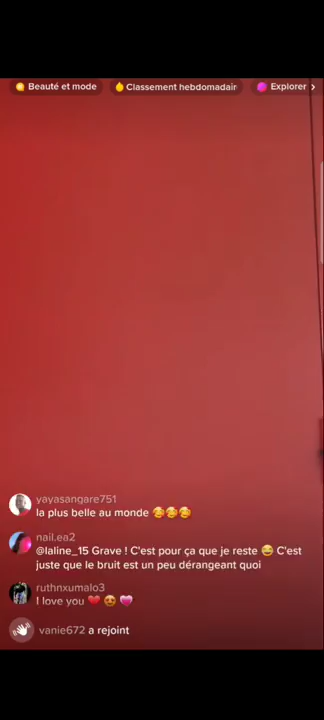 Beauté et mode
Classement hebdomadair
Explorer >
yayasangare751
la plus belle au monde 🥰🥰🥰
nail.ea2
@laline_15 Grave ! C'est pour ça que je reste 😂 C'est
juste que le bruit est un peu dérangeant quoi
ruthnxumalo3
I love you ❤️😍💗
vanie672 a rejoint